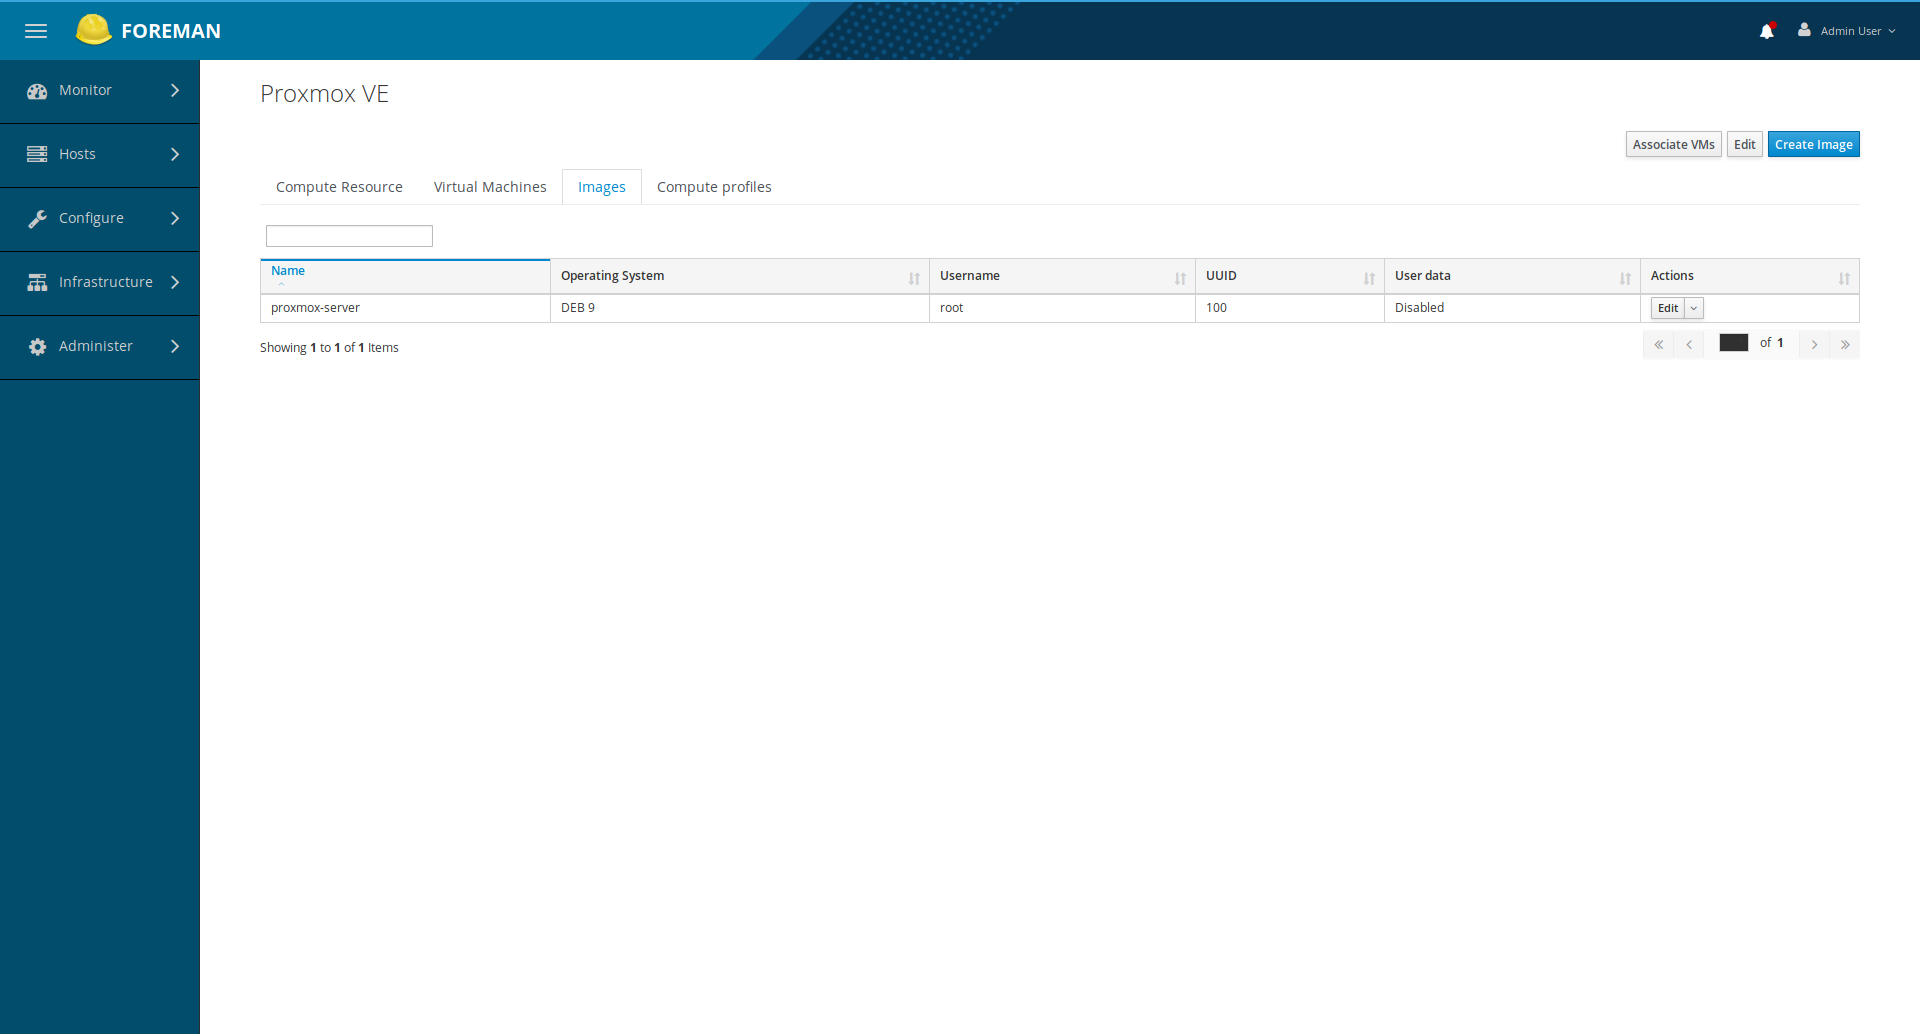 FOREMAN
Admin User
Monitor
Hosts
Configure
Infrastructure
Administer
Proxmox VE
Associate VMs Edit Create Image
Compute Resource Virtual Machines Images Compute profiles
Name Operating System Username UUID User data Actions
proxmox-server DEB 9 root 100 Disabled Edit
Showing 1 to 1 of 1 Items
of 1